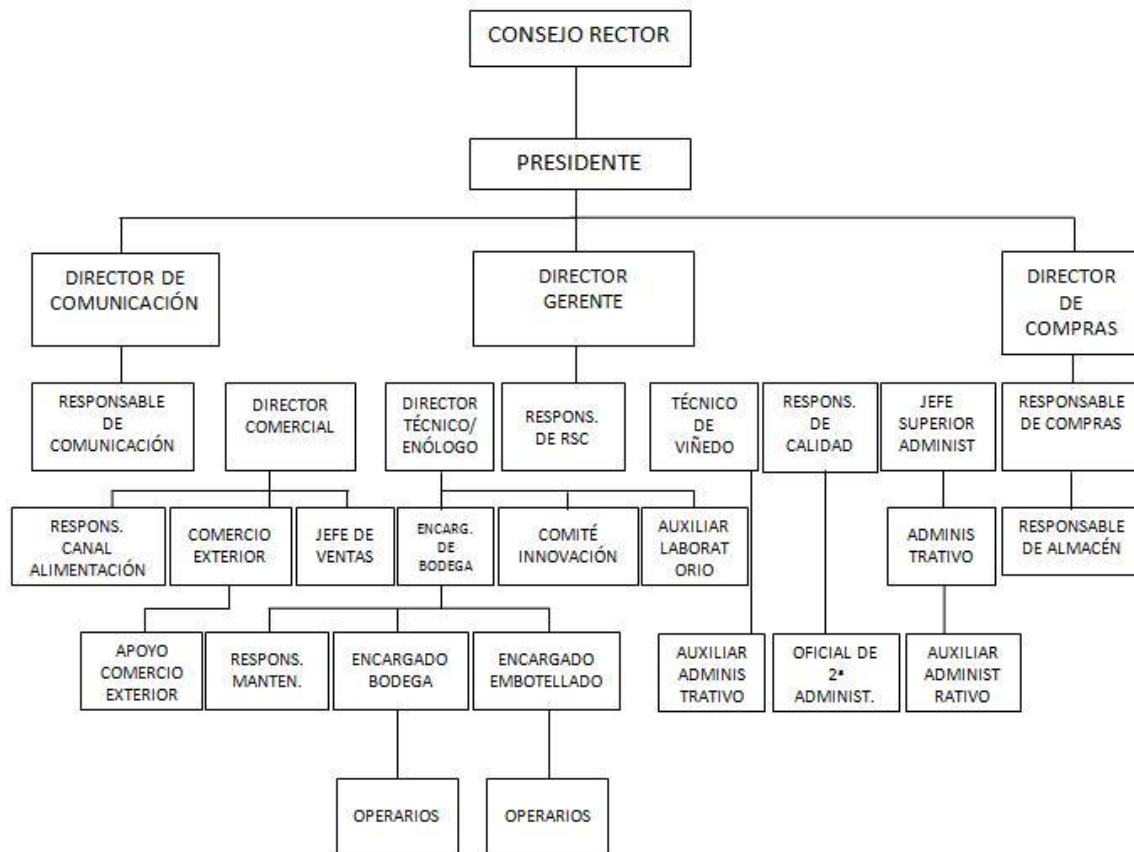 CONSEJO RECTOR
PRESIDENTE
DIRECTOR DE
COMUNICACIÓN
DIRECTOR
GERENTE
DIRECTOR
DE
COMPRAS
RESPONSABLE
DE
COMUNICACIÓN
DIRECTOR
COMERCIAL
DIRECTOR
TÉCNICO/
ENÓLOGO
RESPONS.
DE RSC
TÉCNICO
DE
VIÑEDO
RESPONS.
DE
CALIDAD
JEFE
SUPERIOR
ADMINIST
RESPONSABLE
DE COMPRAS
RESPONS.
CANAL
ALIMENTACIÓN
COMERCIO
EXTERIOR
JEFE DE
VENTAS
ENCARG.
DE
BODEGA
COMITÉ
INNOVACIÓN
AUXILIAR
LABORAT
ORIO
ADMINIS
TRATIVO
RESPONSABLE
DE ALMACÉN
APOYO
COMERCIO
EXTERIOR
RESPONS.
MANTEN.
ENCARGADO
BODEGA
ENCARGADO
EMBOTELLADO
AUXILIAR
ADMINIS
TRATIVO
OFICIAL DE
2ª
ADMINIST.
AUXILIAR
ADMINIST
RATIVO
OPERARIOS
OPERARIOS